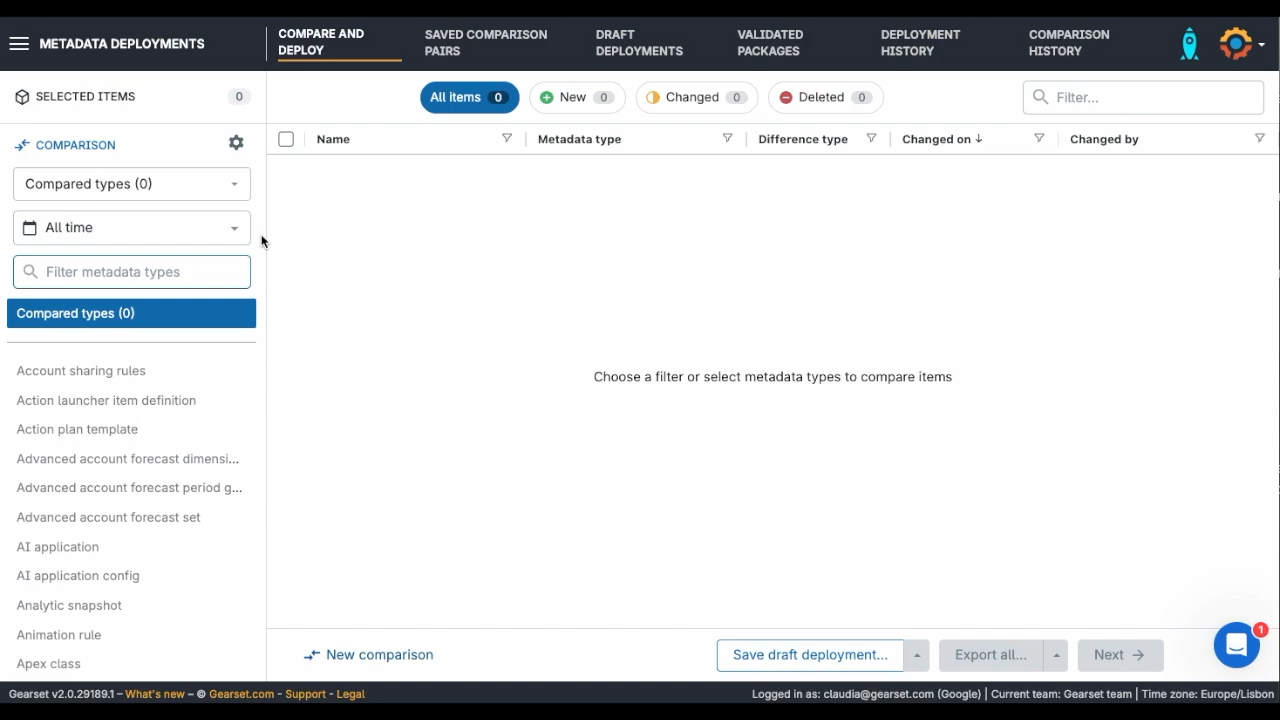 METADATA DEPLOYMENTS
COMPARE AND
DEPLOY
SAVED COMPARISON
PAIRS
DRAFT
DEPLOYMENTS
VALIDATED
PACKAGES
DEPLOYMENT
HISTORY
COMPARISON
HISTORY
SELECTED ITEMS 0
All items 0
New 0
Changed 0
Deleted 0
Filter...
COMPARISON
Name
Metadata type
Difference type
Changed on ↓
Changed by
Compared types (0)
All time
Filter metadata types
Compared types (0)
Account sharing rules
Action launcher item definition
Action plan template
Advanced account forecast dimensi...
Advanced account forecast period g...
Advanced account forecast set
AI application
AI application config
Analytic snapshot
Animation rule
Apex class
Choose a filter or select metadata types to compare items
New comparison
Save draft deployment...
Export all...
Next →
1
Gearset v2.0.29189.1 – What's new – © Gearset.com - Support - Legal
Logged in as: claudia@gearset.com (Google) | Current team: Gearset team | Time zone: Europe/Lisbon